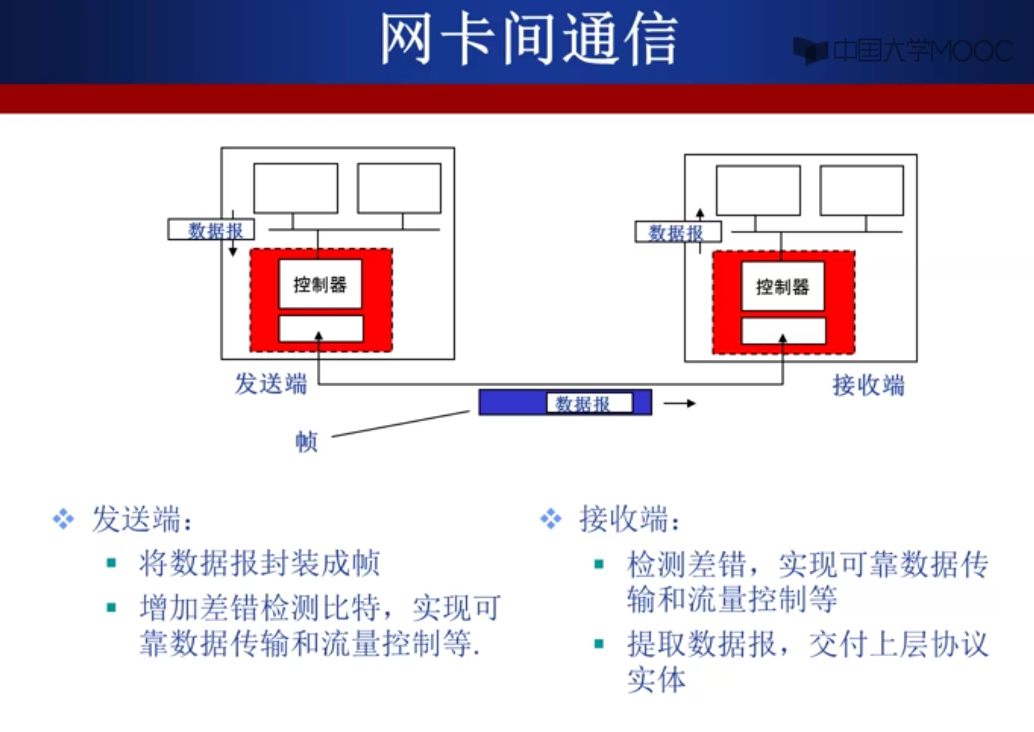 网卡间通信
中国大学MOOC
数据报
数据报
控制器
控制器
发送端
接收端
数据报
帧
发送端：
将数据报封装成帧
增加差错检测比特，实现可
靠数据传输和流量控制等.
接收端：
检测差错，实现可靠数据传
输和流量控制等
提取数据报，交付上层协议
实体